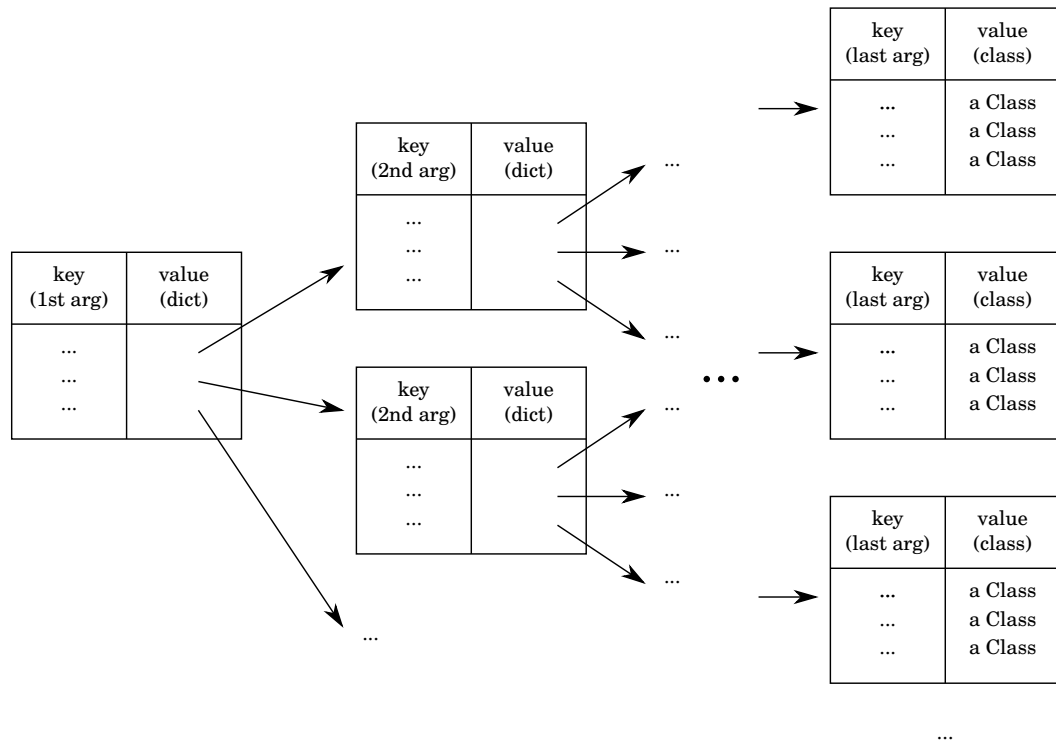 key value
(1st arg) (dict)
...
...
...
key value
(2nd arg) (dict)
...
...
...
key value
(2nd arg) (dict)
...
...
...
...
...
...
...
...
...
...
...
...
key value
(last arg) (class)
... a Class
... a Class
... a Class
key value
(last arg) (class)
... a Class
... a Class
... a Class
key value
(last arg) (class)
... a Class
... a Class
... a Class
...